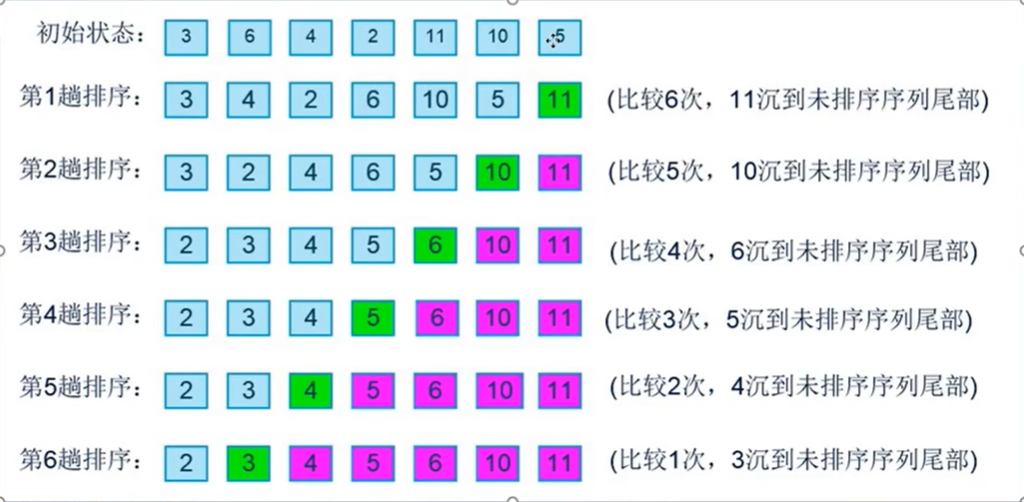 初始状态： 3 6 4 2 11 10 5
第1趟排序： 3 4 2 6 10 5 11 (比较6次，11沉到未排序序列尾部)
第2趟排序： 3 2 4 6 5 10 11 (比较5次，10沉到未排序序列尾部)
第3趟排序： 2 3 4 5 6 10 11 (比较4次，6沉到未排序序列尾部)
第4趟排序： 2 3 4 5 6 10 11 (比较3次，5沉到未排序序列尾部)
第5趟排序： 2 3 4 5 6 10 11 (比较2次，4沉到未排序序列尾部)
第6趟排序： 2 3 4 5 6 10 11 (比较1次，3沉到未排序序列尾部)